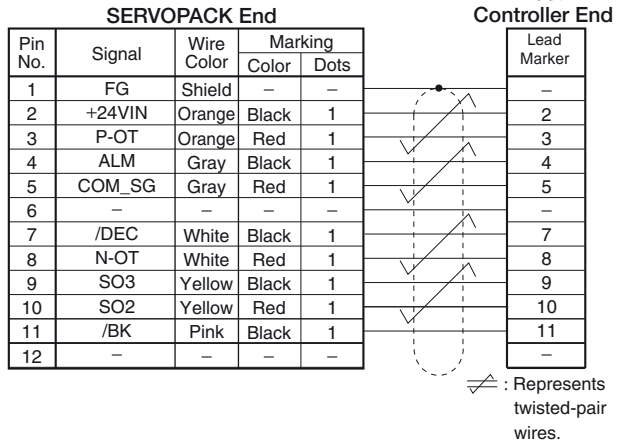 SERVOPACK End
Controller End
Pin No. Signal Wire Color Marking Color Dots Lead Marker
1 FG Shield – – –
2 +24VIN Orange Black 1 2
3 P-OT Orange Red 1 3
4 ALM Gray Black 1 4
5 COM_SG Gray Red 1 5
6 – – – – –
7 /DEC White Black 1 7
8 N-OT White Red 1 8
9 SO3 Yellow Black 1 9
10 SO2 Yellow Red 1 10
11 /BK Pink Black 1 11
12 – – – – –
: Represents
twisted-pair
wires.